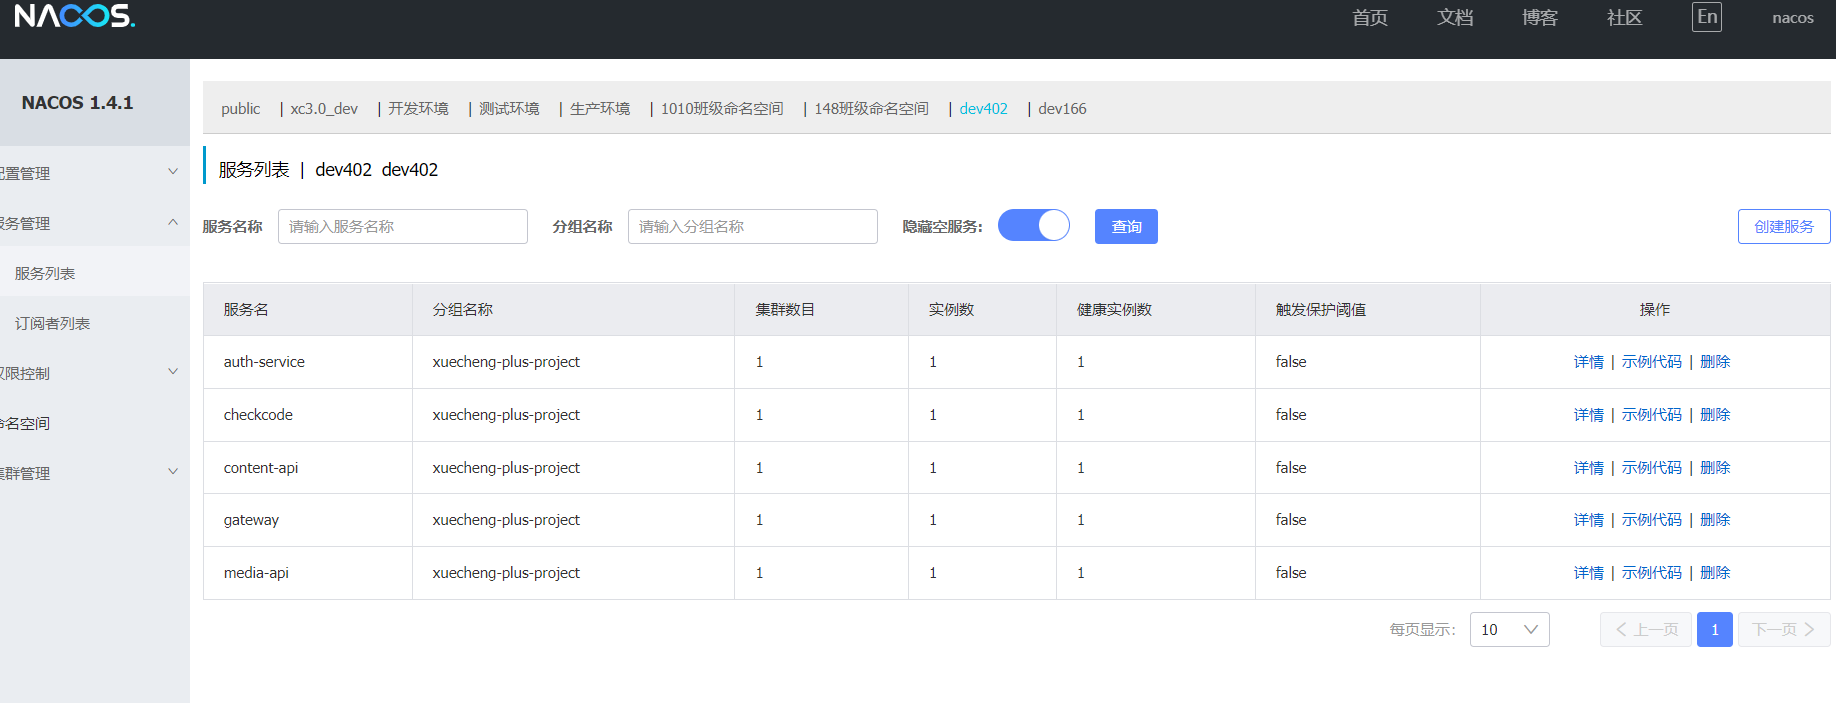 NACOS.
首页 文档 博客 社区 En nacos
NACOS 1.4.1
public | xc3.0_dev | 开发环境 | 测试环境 | 生产环境 | 1010班级命名空间 | 148班级命名空间 | dev402 | dev166
服务列表 | dev402 dev402
服务名称 请输入服务名称 分组名称 请输入分组名称 隐藏空服务: 查询 创建服务
配置管理
服务管理
服务列表
订阅者列表
权限控制
命名空间
集群管理
服务名 分组名称 集群数目 实例数 健康实例数 触发保护阈值 操作
auth-service xuecheng-plus-project 1 1 1 false 详情 | 示例代码 | 删除
checkcode xuecheng-plus-project 1 1 1 false 详情 | 示例代码 | 删除
content-api xuecheng-plus-project 1 1 1 false 详情 | 示例代码 | 删除
gateway xuecheng-plus-project 1 1 1 false 详情 | 示例代码 | 删除
media-api xuecheng-plus-project 1 1 1 false 详情 | 示例代码 | 删除
每页显示: 10 上一页 1 下一页